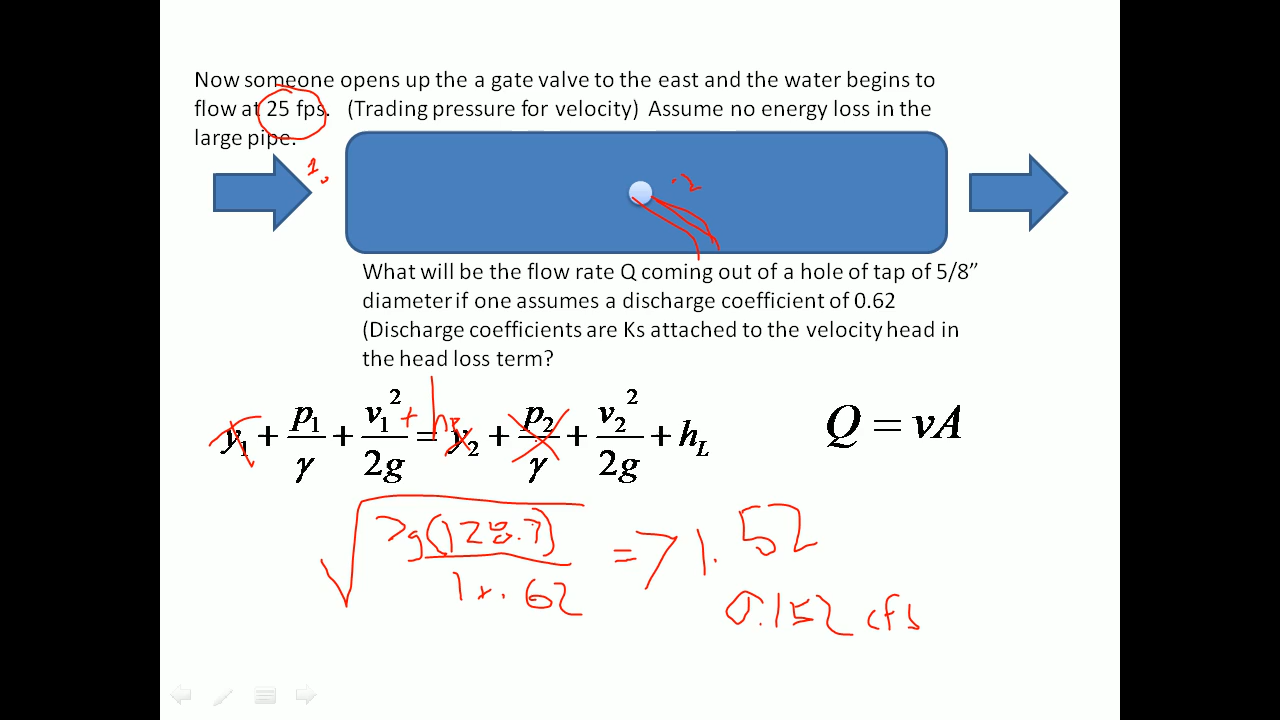 Now someone opens up the a gate valve to the east and the water begins to
flow at 25 fps. (Trading pressure for velocity) Assume no energy loss in the
large pipe.
1.
.2
What will be the flow rate Q coming out of a hole of tap of 5/8”
diameter if one assumes a discharge coefficient of 0.62
(Discharge coefficients are Ks attached to the velocity head in
the head loss term?
y₁ + p₁/γ + v₁²/2g = y₂ + p₂/γ + v₂²/2g + h_L
Q = vA
√(2g(128.7)/1+.62) = 71.52
0.152 cfs